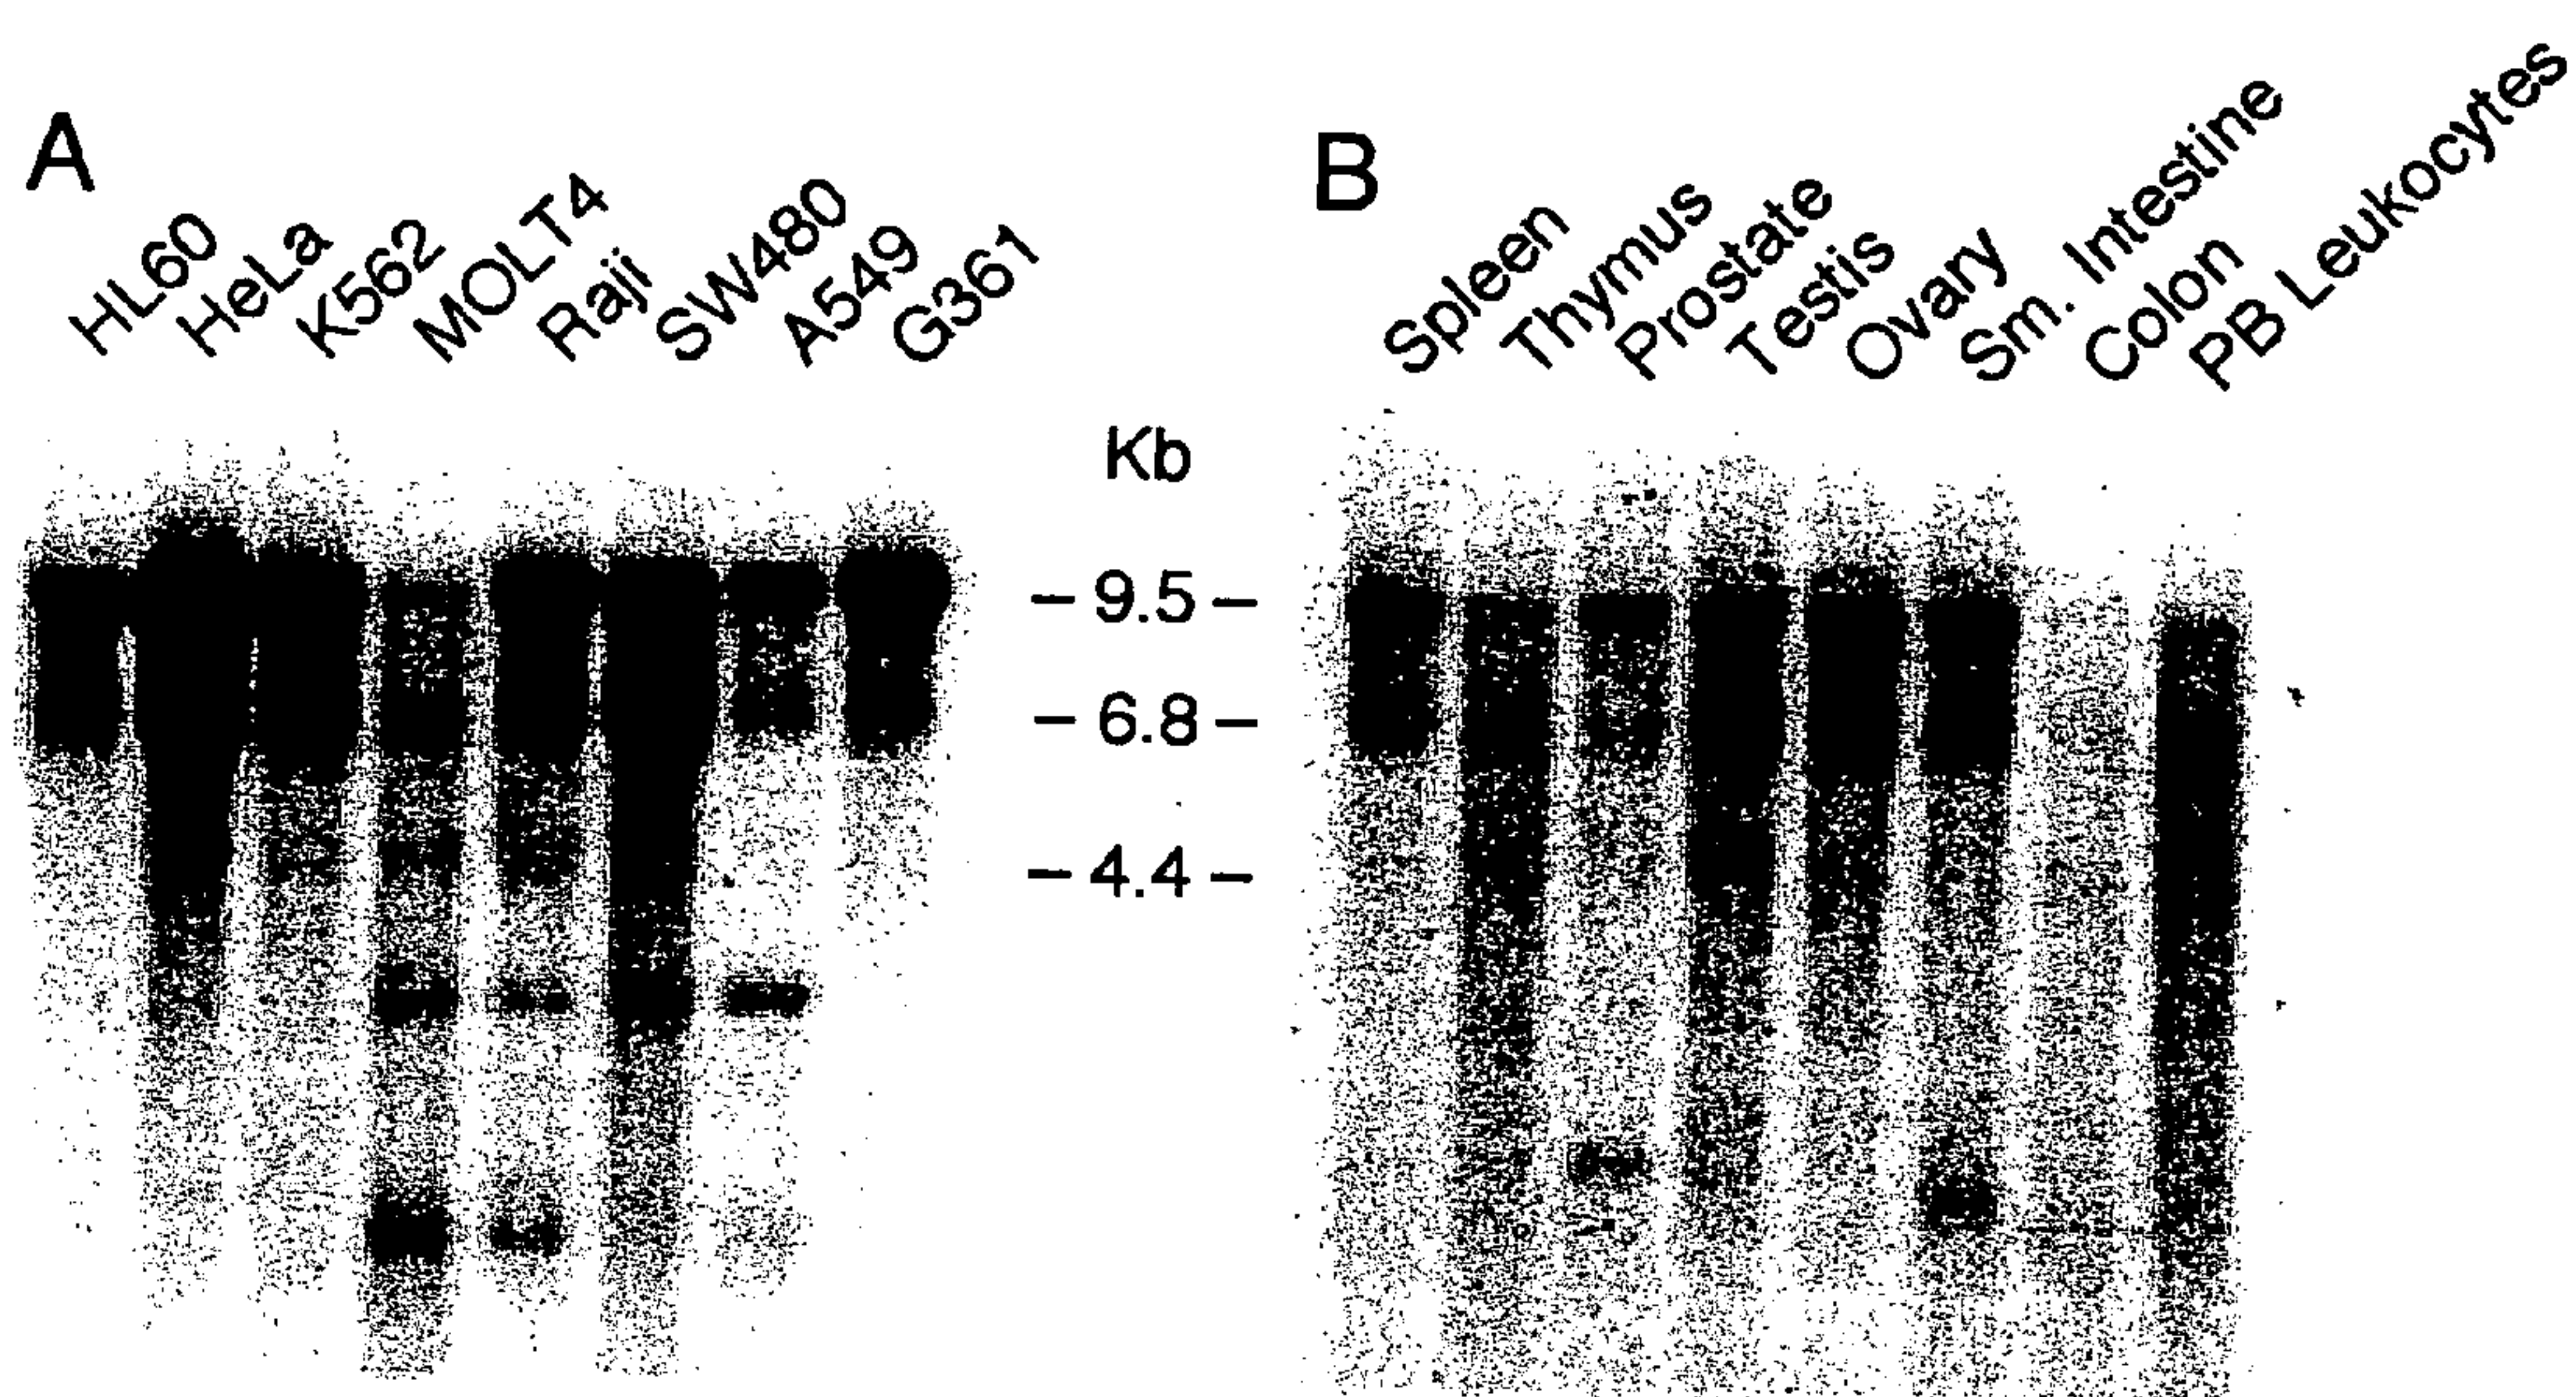 A
HL60
HeLa
K562
MOLT4
Raji
SW480
A549
G361
Kb
– 9.5 –
– 6.8 –
– 4.4 –
B
Spleen
Thymus
Prostate
Testis
Ovary
Sm. Intestine
Colon
PB Leukocytes